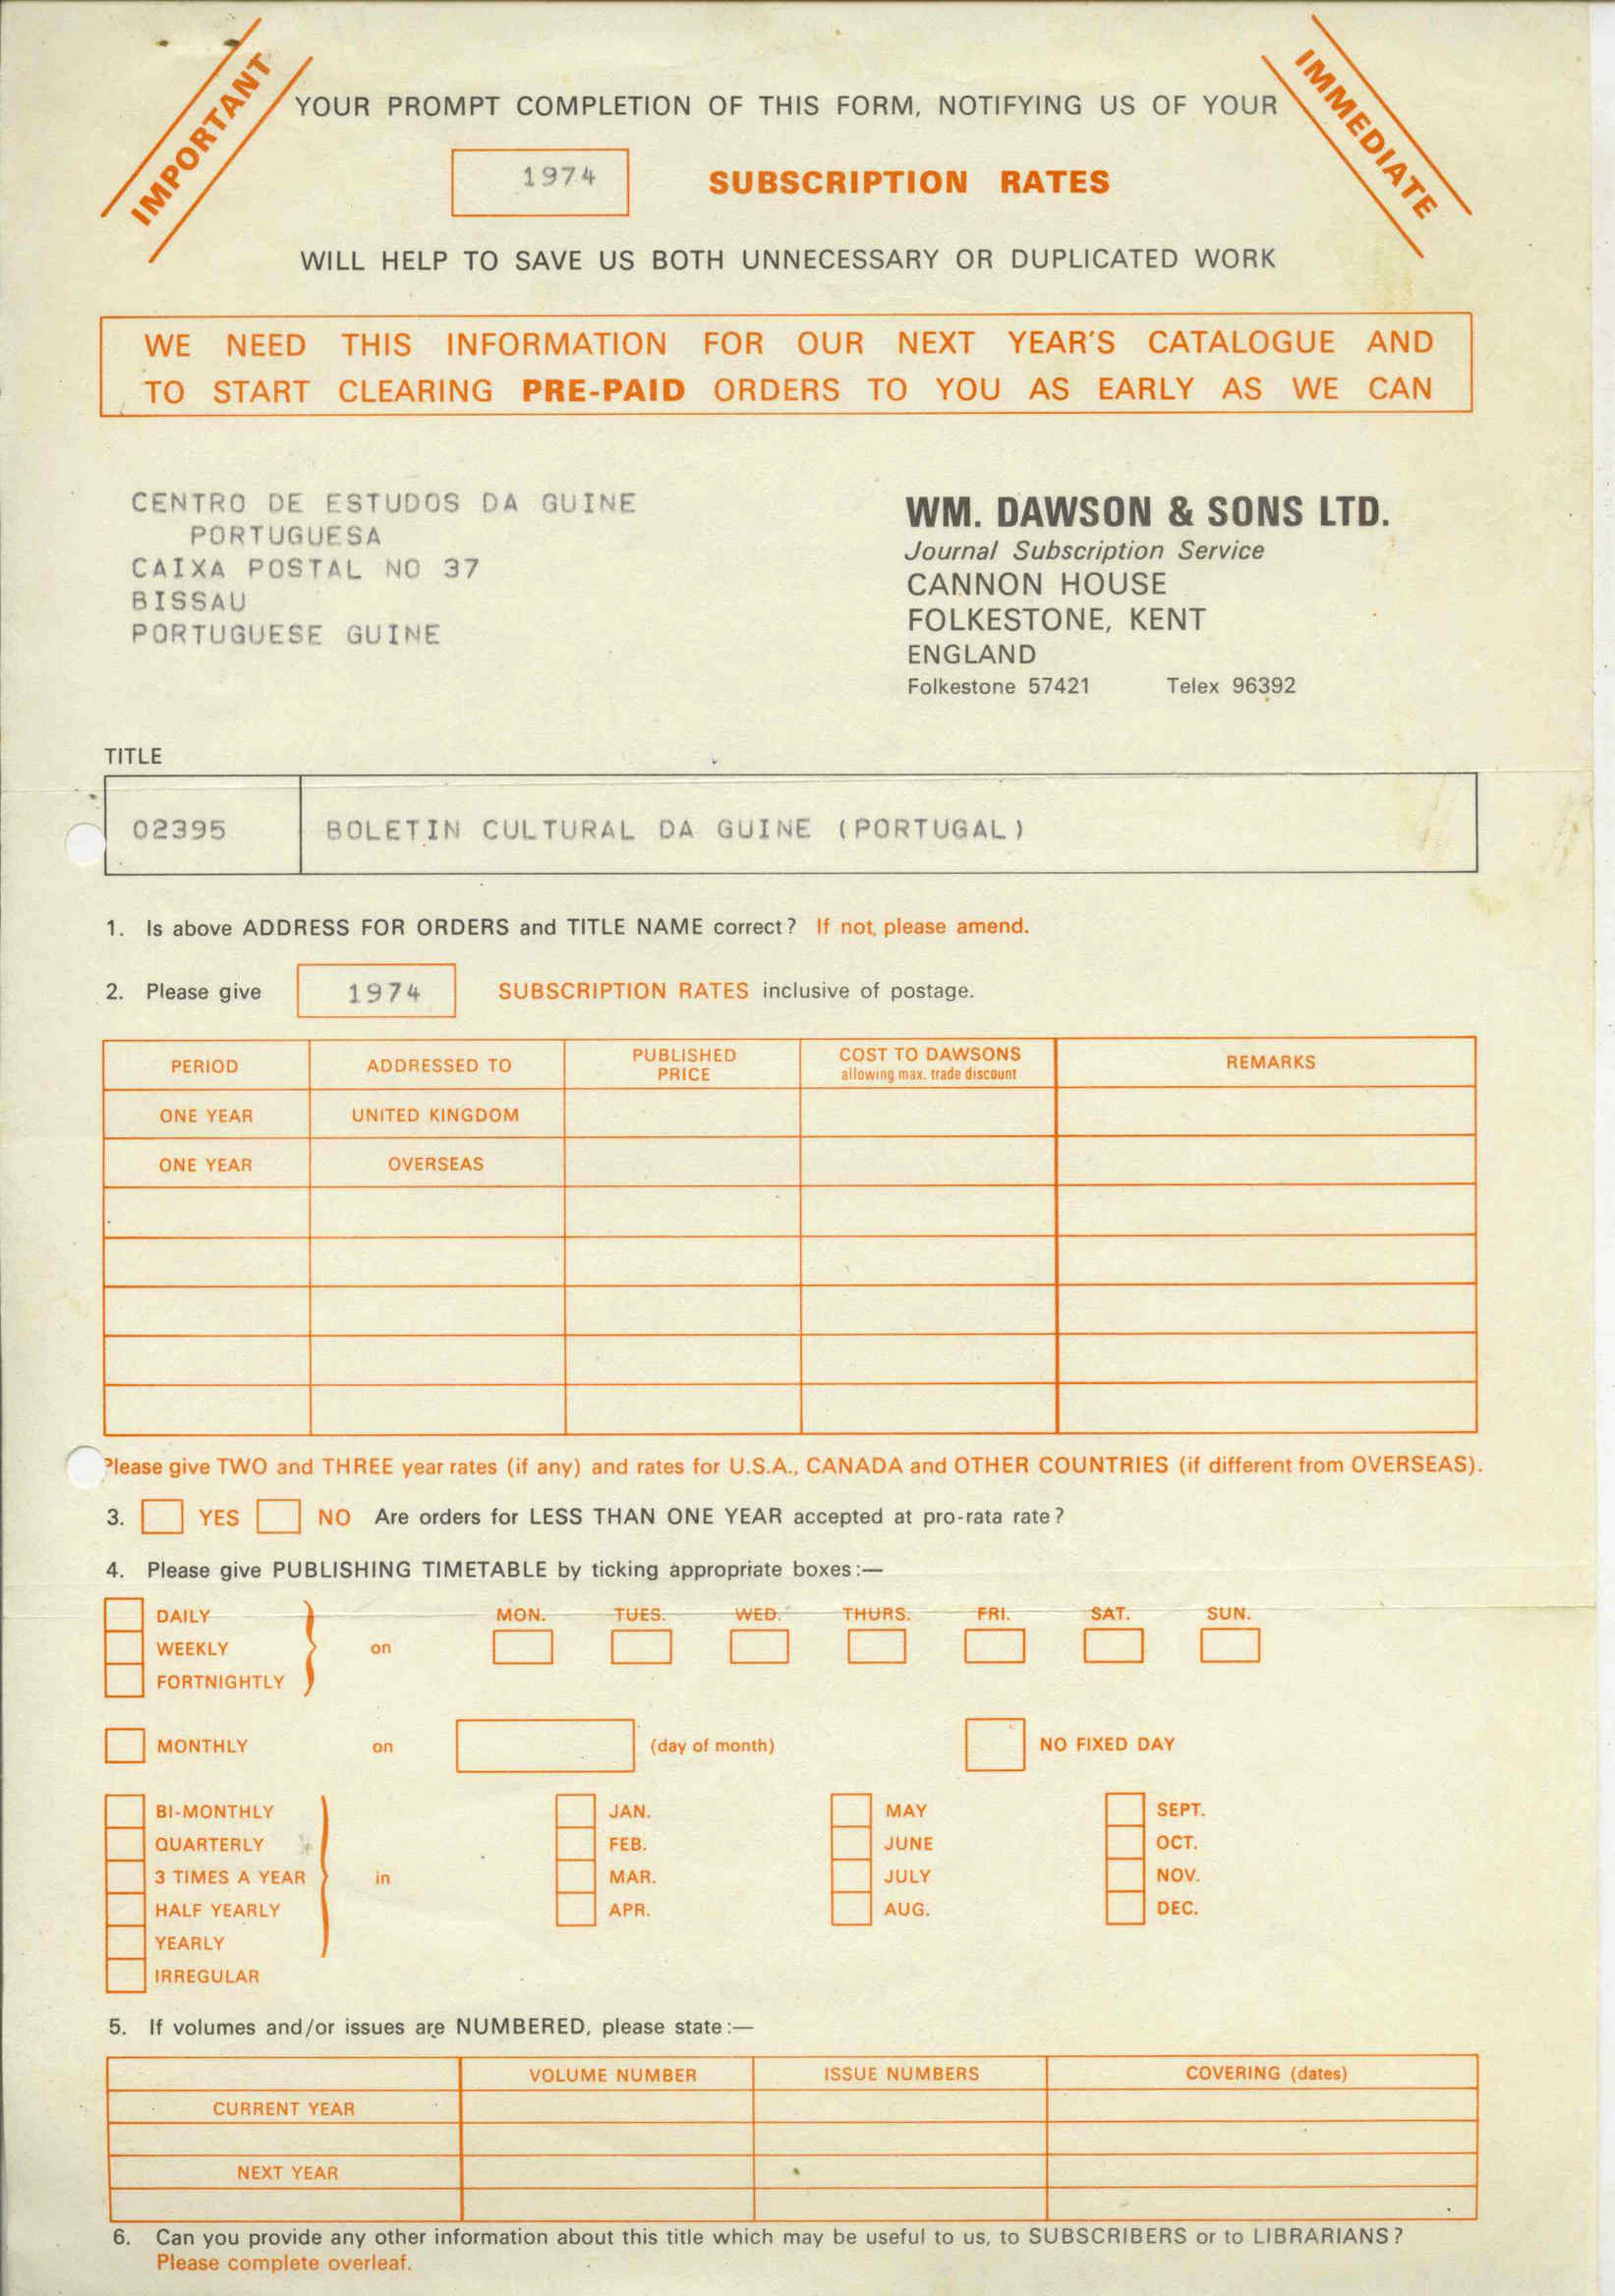 IMPORTANT
IMMEDIATE
YOUR PROMPT COMPLETION OF THIS FORM, NOTIFYING US OF YOUR
1974 SUBSCRIPTION RATES
WILL HELP TO SAVE US BOTH UNNECESSARY OR DUPLICATED WORK
WE NEED THIS INFORMATION FOR OUR NEXT YEAR'S CATALOGUE AND
TO START CLEARING PRE-PAID ORDERS TO YOU AS EARLY AS WE CAN
CENTRO DE ESTUDOS DA GUINE
PORTUGUESA
CAIXA POSTAL NO 37
BISSAU
PORTUGUESE GUINE
WM. DAWSON & SONS LTD.
Journal Subscription Service
CANNON HOUSE
FOLKESTONE, KENT
ENGLAND
Folkestone 57421 Telex 96392
TITLE
02395 BOLETIN CULTURAL DA GUINE (PORTUGAL)
1. Is above ADDRESS FOR ORDERS and TITLE NAME correct? If not, please amend.
2. Please give 1974 SUBSCRIPTION RATES inclusive of postage.
PERIOD ADDRESSED TO PUBLISHED PRICE COST TO DAWSONS allowing max. trade discount REMARKS
ONE YEAR UNITED KINGDOM
ONE YEAR OVERSEAS
Please give TWO and THREE year rates (if any) and rates for U.S.A., CANADA and OTHER COUNTRIES (if different from OVERSEAS).
3. YES NO Are orders for LESS THAN ONE YEAR accepted at pro-rata rate?
4. Please give PUBLISHING TIMETABLE by ticking appropriate boxes:—
DAILY MON. TUES. WED. THURS. FRI. SAT. SUN.
WEEKLY on
FORTNIGHTLY
MONTHLY on (day of month) NO FIXED DAY
BI-MONTHLY JAN. MAY SEPT.
QUARTERLY FEB. JUNE OCT.
3 TIMES A YEAR in MAR. JULY NOV.
HALF YEARLY APR. AUG. DEC.
YEARLY
IRREGULAR
5. If volumes and/or issues are NUMBERED, please state:—
VOLUME NUMBER ISSUE NUMBERS COVERING (dates)
CURRENT YEAR
NEXT YEAR
6. Can you provide any other information about this title which may be useful to us, to SUBSCRIBERS or to LIBRARIANS?
Please complete overleaf.